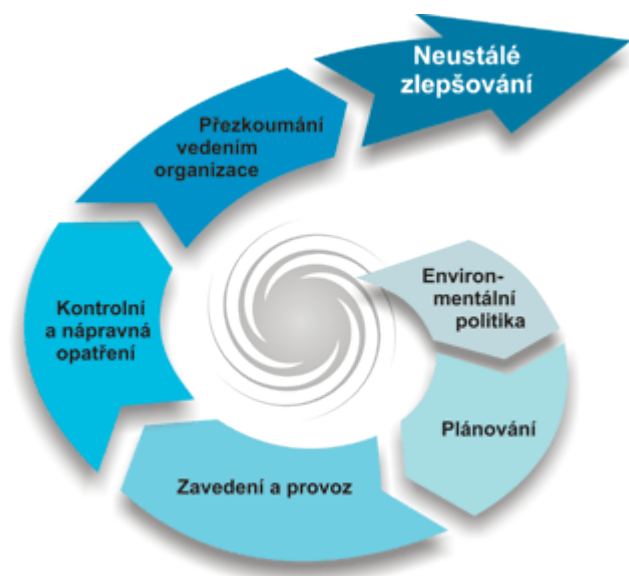 Neustálé
zlepšování
Přezkoumání
vedením
organizace
Kontrolní
a nápravná
opatření
Environ-
mentální
politika
Plánování
Zavedení a provoz